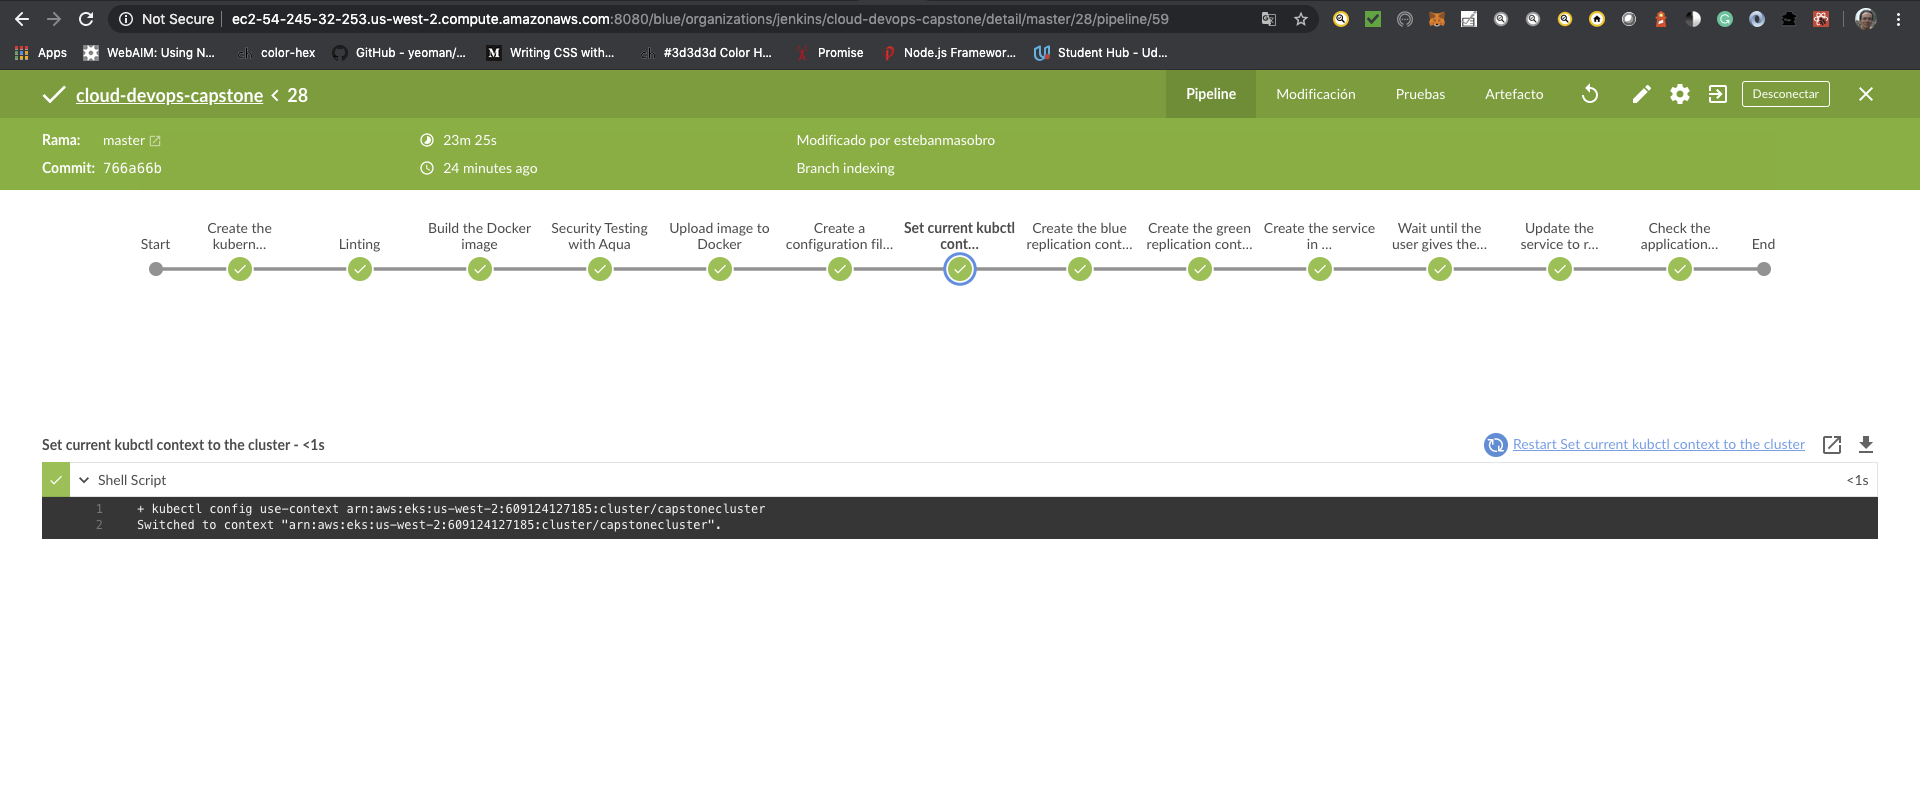 Not Secure ec2-54-245-32-253.us-west-2.compute.amazonaws.com:8080/blue/organizations/jenkins/cloud-devops-capstone/detail/master/28/pipeline/59
Apps WebAIM: Using N... color-hex GitHub - yeoman/... Writing CSS with... #3d3d3d Color H... Promise Node.js Framewor... Student Hub - Ud...
cloud-devops-capstone < 28 Pipeline Modificación Pruebas Artefacto Desconectar
Rama: master 23m 25s Modificado por estebanmasobro
Commit: 766a66b 24 minutes ago Branch indexing
Start
Create the
kubern...
Linting
Build the Docker
image
Security Testing
with Aqua
Upload image to
Docker
Create a
configuration fil...
Set current kubctl
cont...
Create the blue
replication cont...
Create the green
replication cont...
Create the service
in ...
Wait until the
user gives the...
Update the
service to r...
Check the
application...
End
Set current kubctl context to the cluster - <1s Restart Set current kubctl context to the cluster
Shell Script <1s
1 + kubectl config use-context arn:aws:eks:us-west-2:609124127185:cluster/capstonecluster
2 Switched to context "arn:aws:eks:us-west-2:609124127185:cluster/capstonecluster".